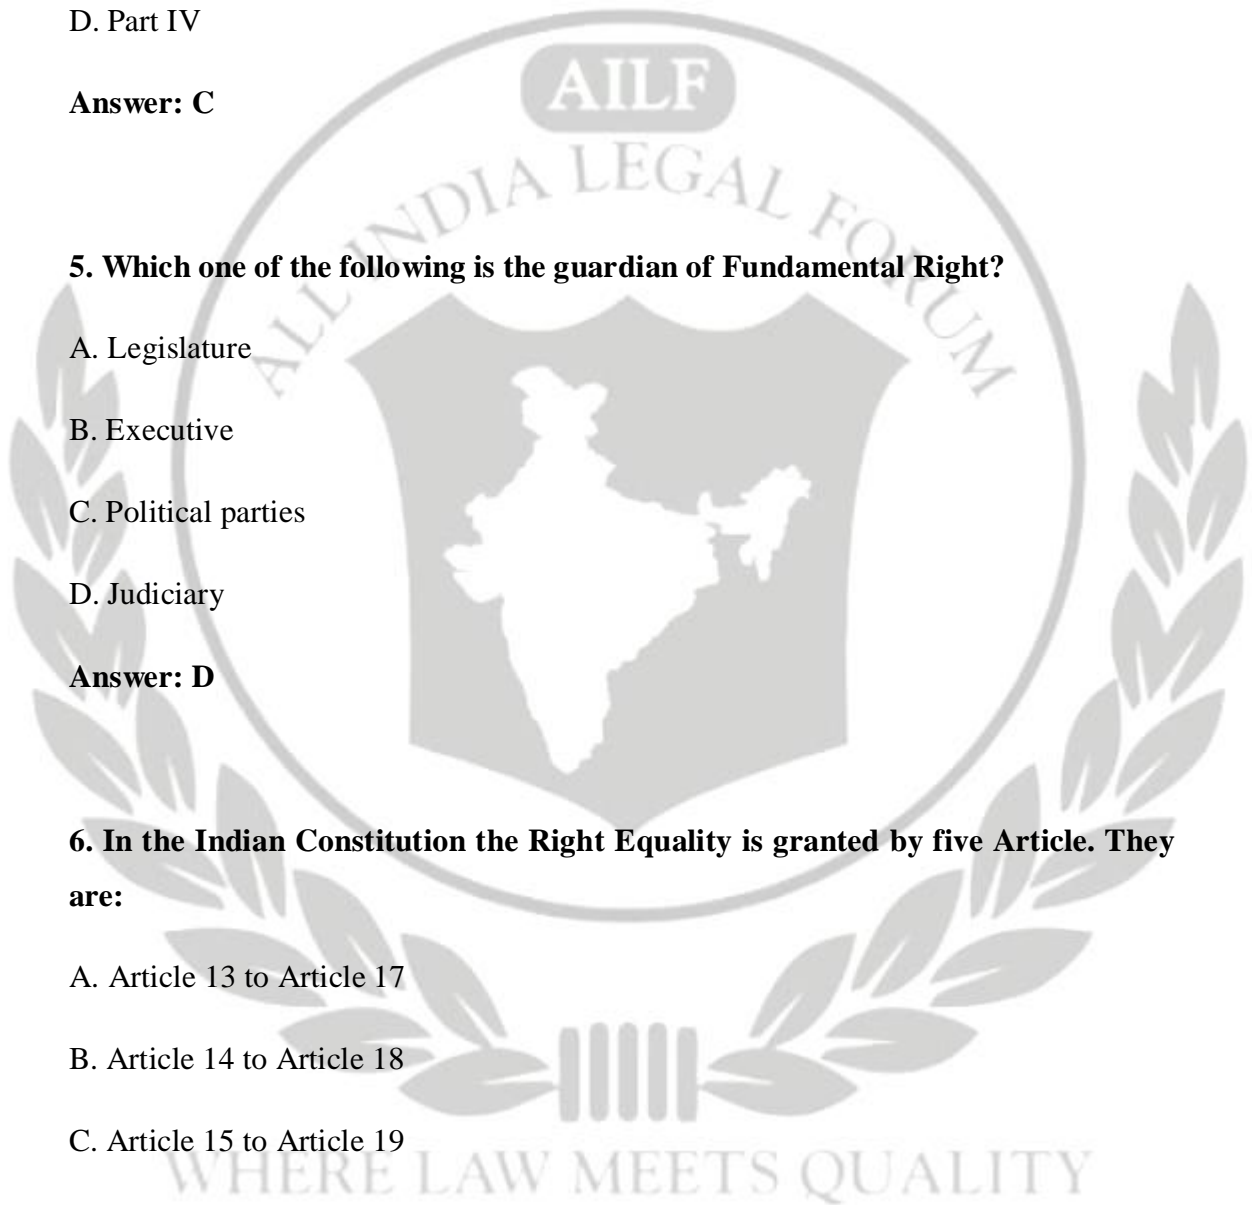 D. Part IV
Answer: C
AILF
ALL INDIA LEGAL FORUM
5. Which one of the following is the guardian of Fundamental Right?
A. Legislature
B. Executive
C. Political parties
D. Judiciary
Answer: D
6. In the Indian Constitution the Right Equality is granted by five Article. They
are:
A. Article 13 to Article 17
B. Article 14 to Article 18
C. Article 15 to Article 19
WHERE LAW MEETS QUALITY